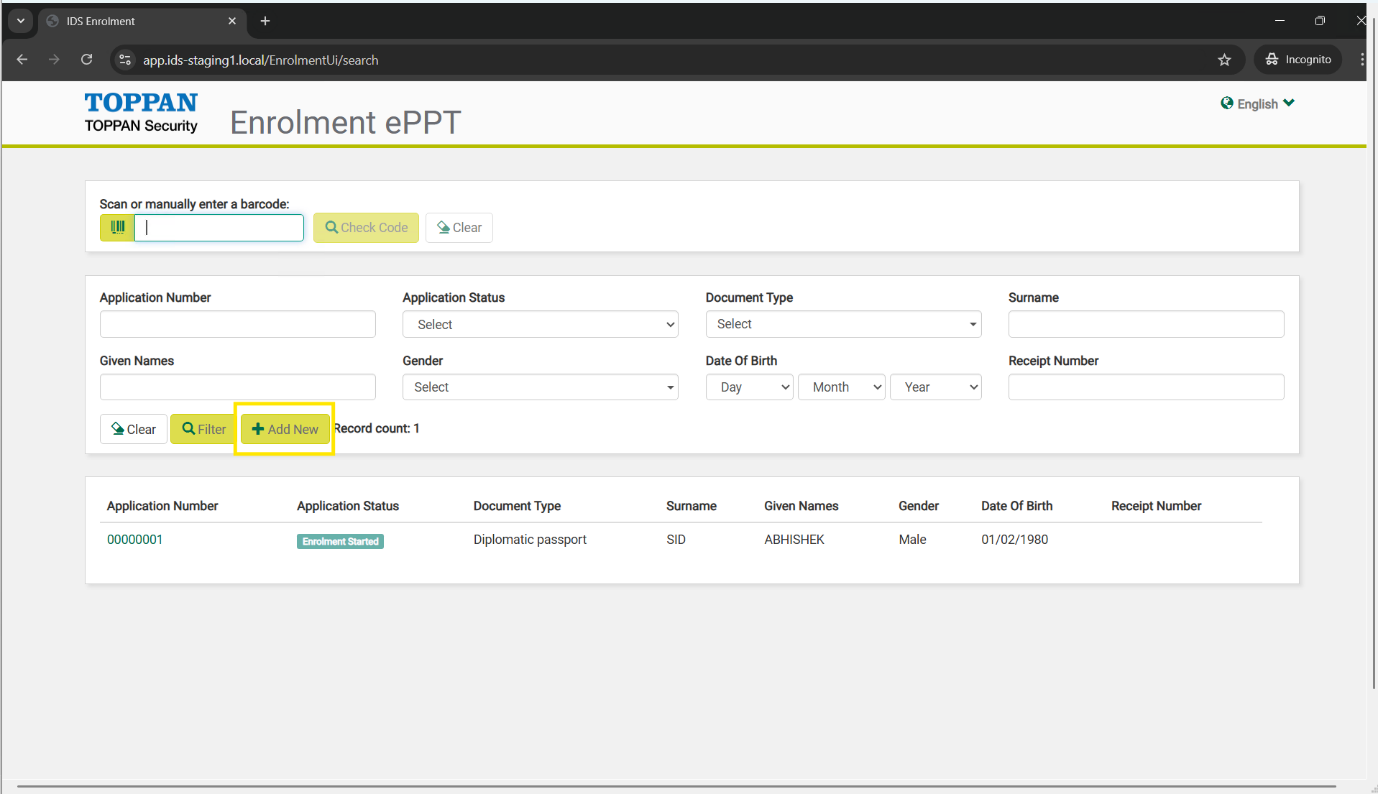 IDS Enrolment
app.ids-staging1.local/EnrolmentUi/search
Incognito
TOPPAN
TOPPAN Security
Enrolment ePPT
English
Scan or manually enter a barcode:
Check Code
Clear
Application Number
Application Status
Document Type
Surname
Select
Select
Given Names
Gender
Date Of Birth
Receipt Number
Select
Day
Month
Year
Clear
Filter
Add New
Record count: 1
Application Number Application Status Document Type Surname Given Names Gender Date Of Birth Receipt Number
00000001 Enrolment Started Diplomatic passport SID ABHISHEK Male 01/02/1980